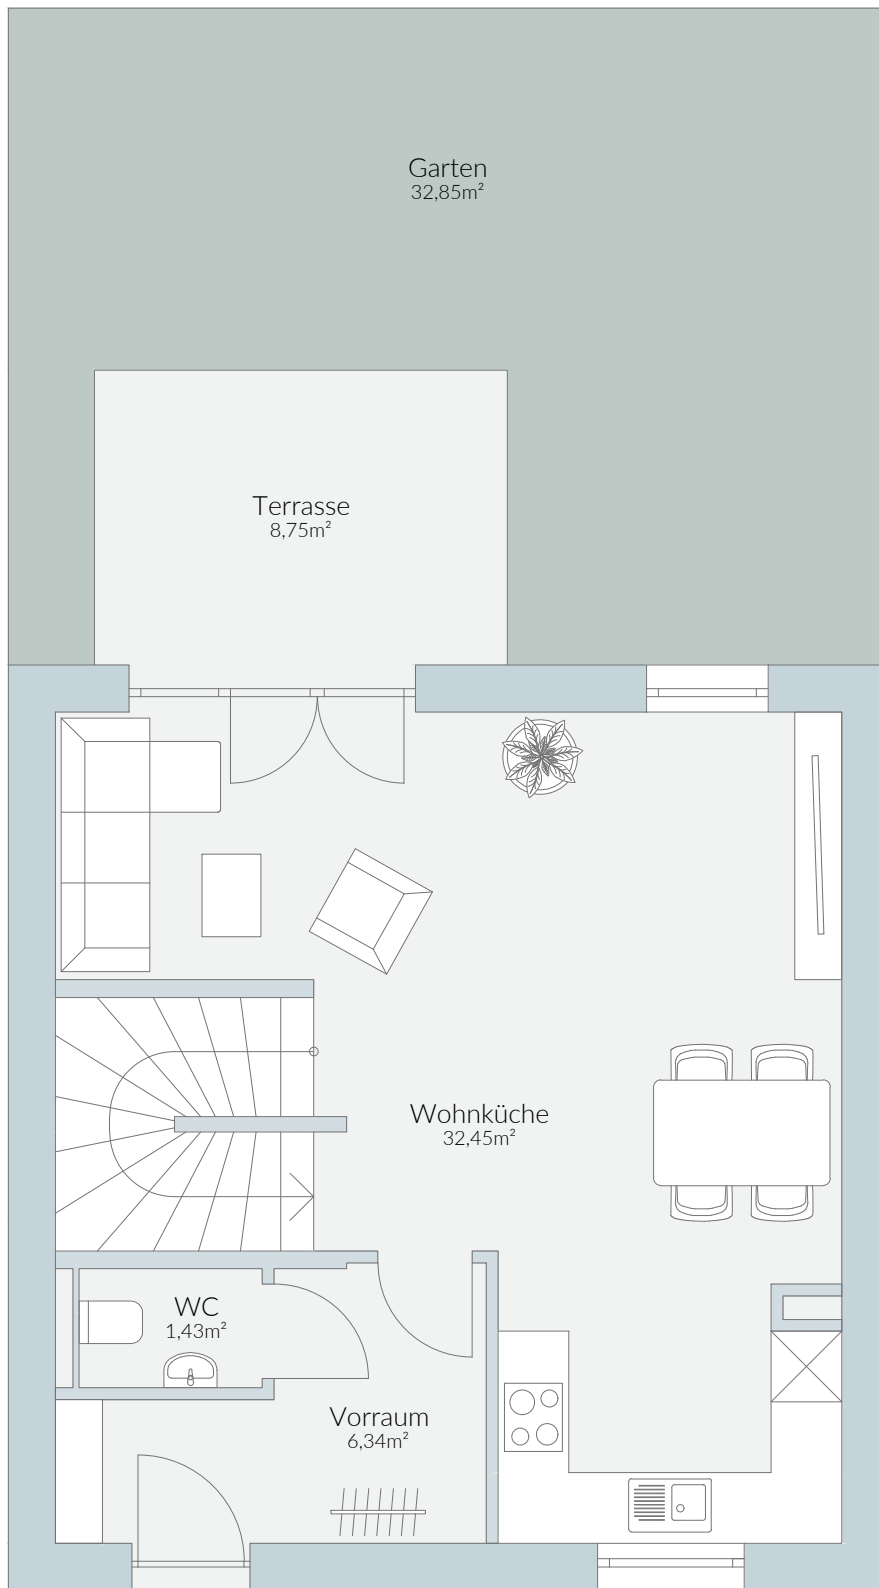 Garten
32,85m²
Terrasse
8,75m²
Wohnküche
32,45m²
WC
1,43m²
Vorraum
6,34m²